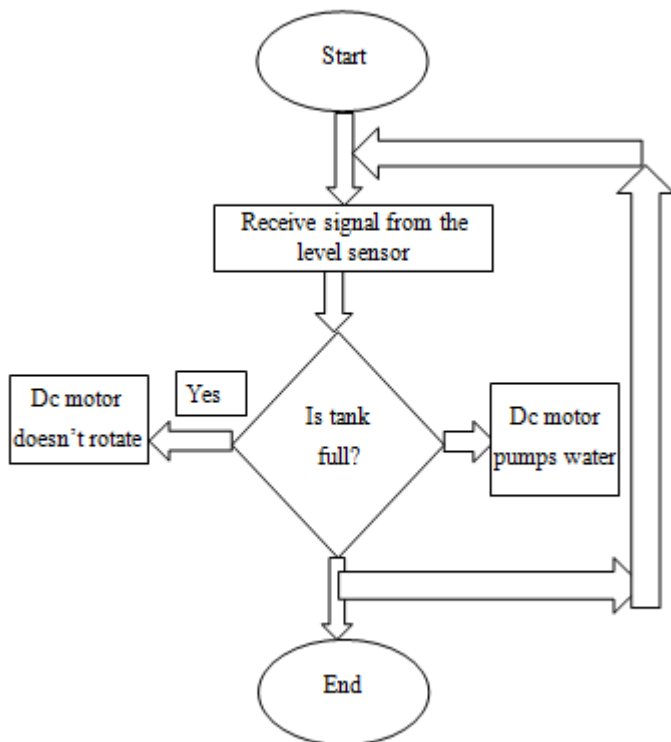 Start
Receive signal from the
level sensor
Yes
Dc motor
doesn’t rotate
Is tank
full?
Dc motor
pumps water
End